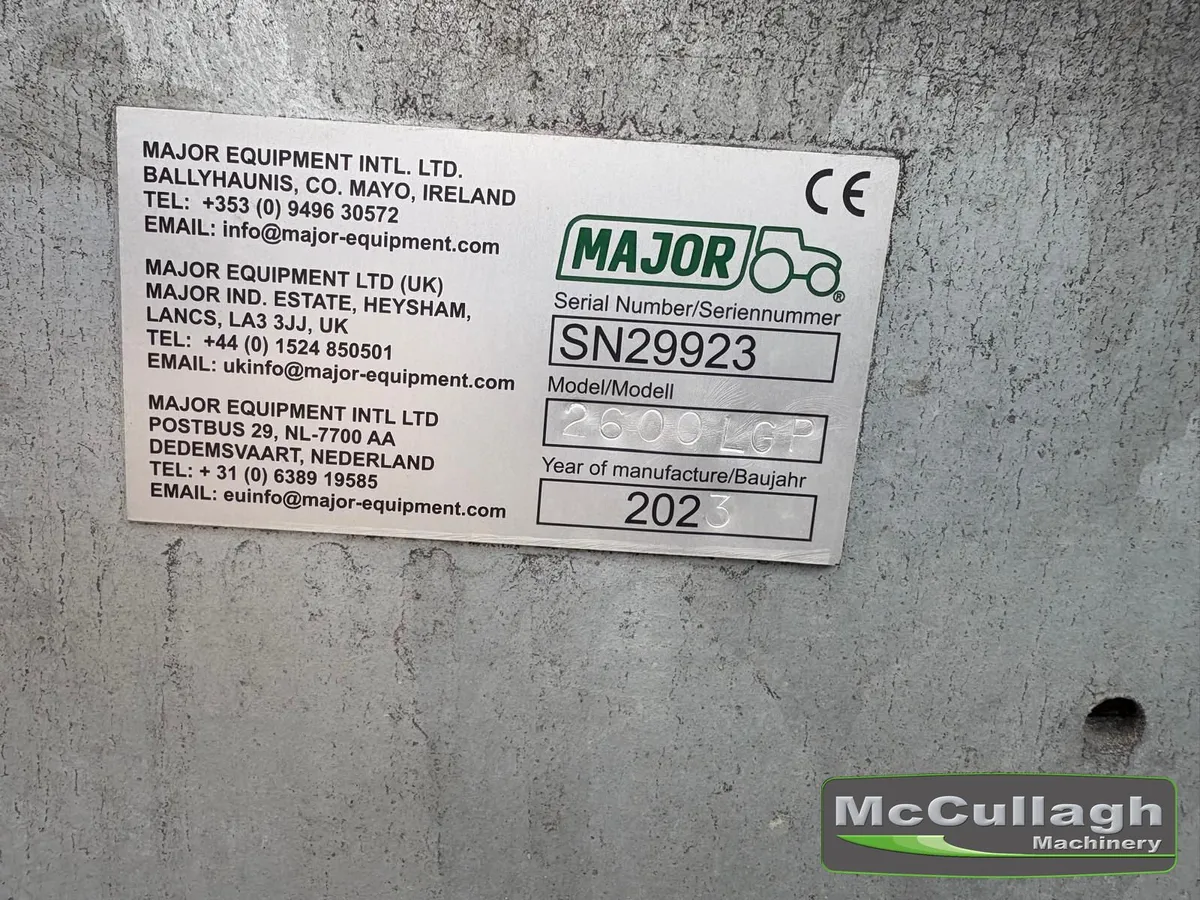 MAJOR EQUIPMENT INTL. LTD.
BALLYHAUNIS, CO. MAYO, IRELAND
TEL: +353 (0) 9496 30572
EMAIL: info@major-equipment.com
MAJOR EQUIPMENT LTD (UK)
MAJOR IND. ESTATE, HEYSHAM,
LANCS, LA3 3JJ, UK
TEL: +44 (0) 1524 850501
EMAIL: ukinfo@major-equipment.com
MAJOR EQUIPMENT INTL LTD
POSTBUS 29, NL-7700 AA
DEDEMSVAART, NEDERLAND
TEL: + 31 (0) 6389 19585
EMAIL: euinfo@major-equipment.com
CE
MAJOR
®
Serial Number/Seriennummer
SN29923
Model/Modell
2600LGP
Year of manufacture/Baujahr
2023
McCullagh
Machinery